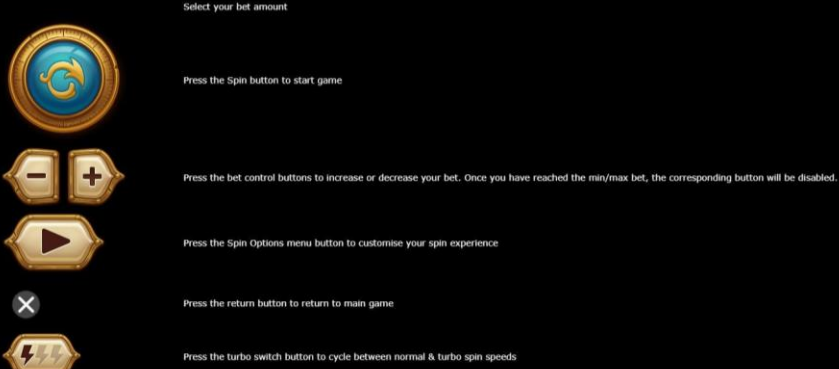 Select your bet amount
Press the Spin button to start game
Press the bet control buttons to increase or decrease your bet. Once you have reached the min/max bet, the corresponding button will be disabled.
Press the Spin Options menu button to customise your spin experience
Press the return button to return to main game
Press the turbo switch button to cycle between normal & turbo spin speeds